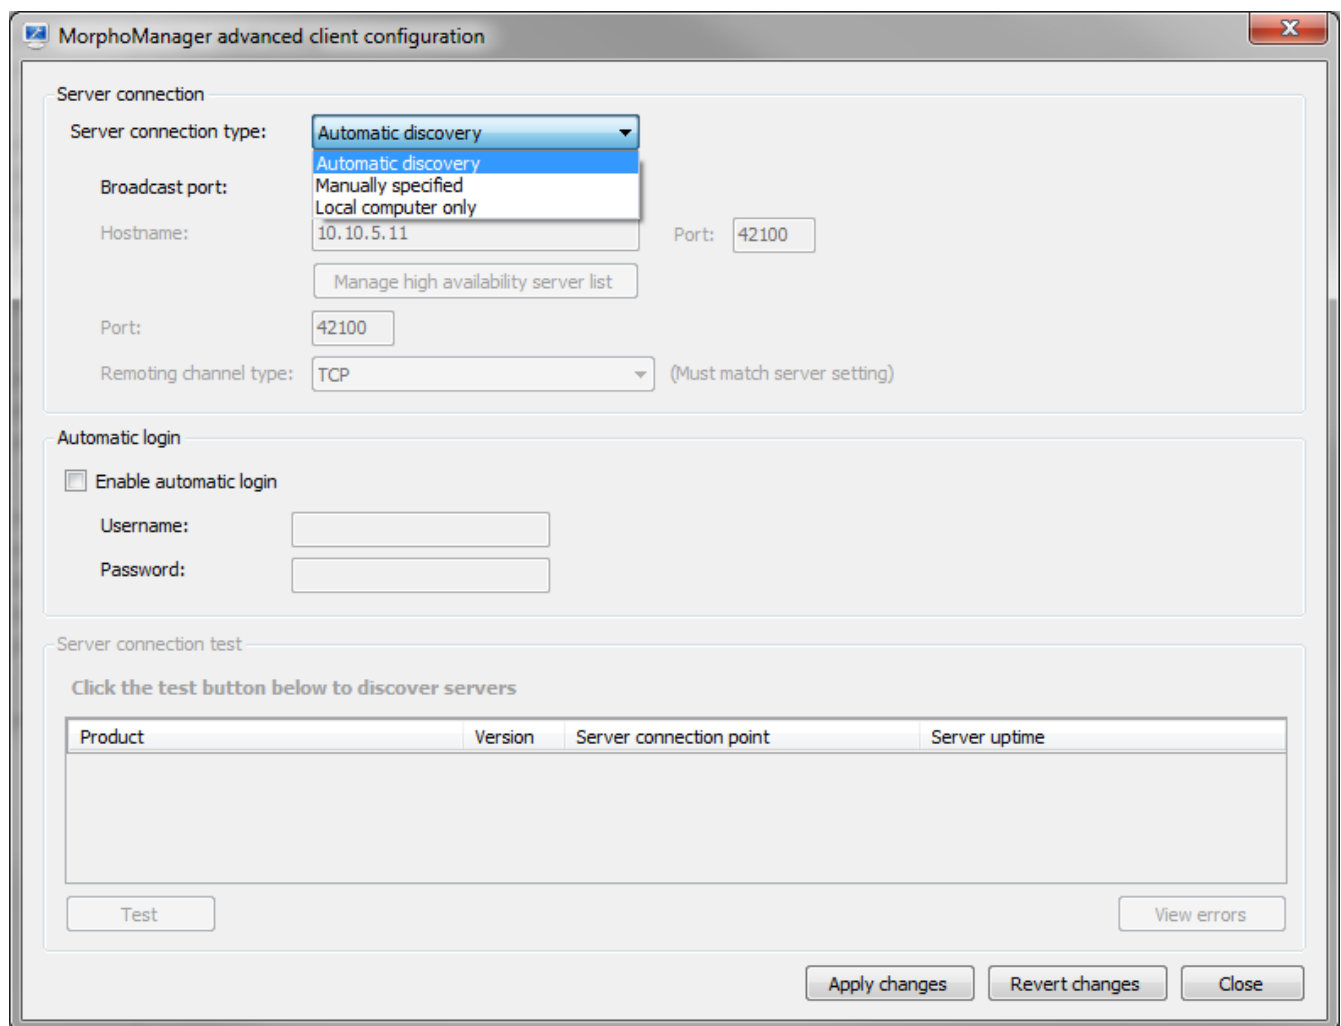 MorphoManager advanced client configuration
Server connection
Server connection type: Automatic discovery
Automatic discovery
Manually specified
Local computer only
Broadcast port:
Hostname: 10.10.5.11 Port: 42100
Manage high availability server list
Port: 42100
Remoting channel type: TCP (Must match server setting)
Automatic login
Enable automatic login
Username:
Password:
Server connection test
Click the test button below to discover servers
Product Version Server connection point Server uptime
Test View errors
Apply changes Revert changes Close